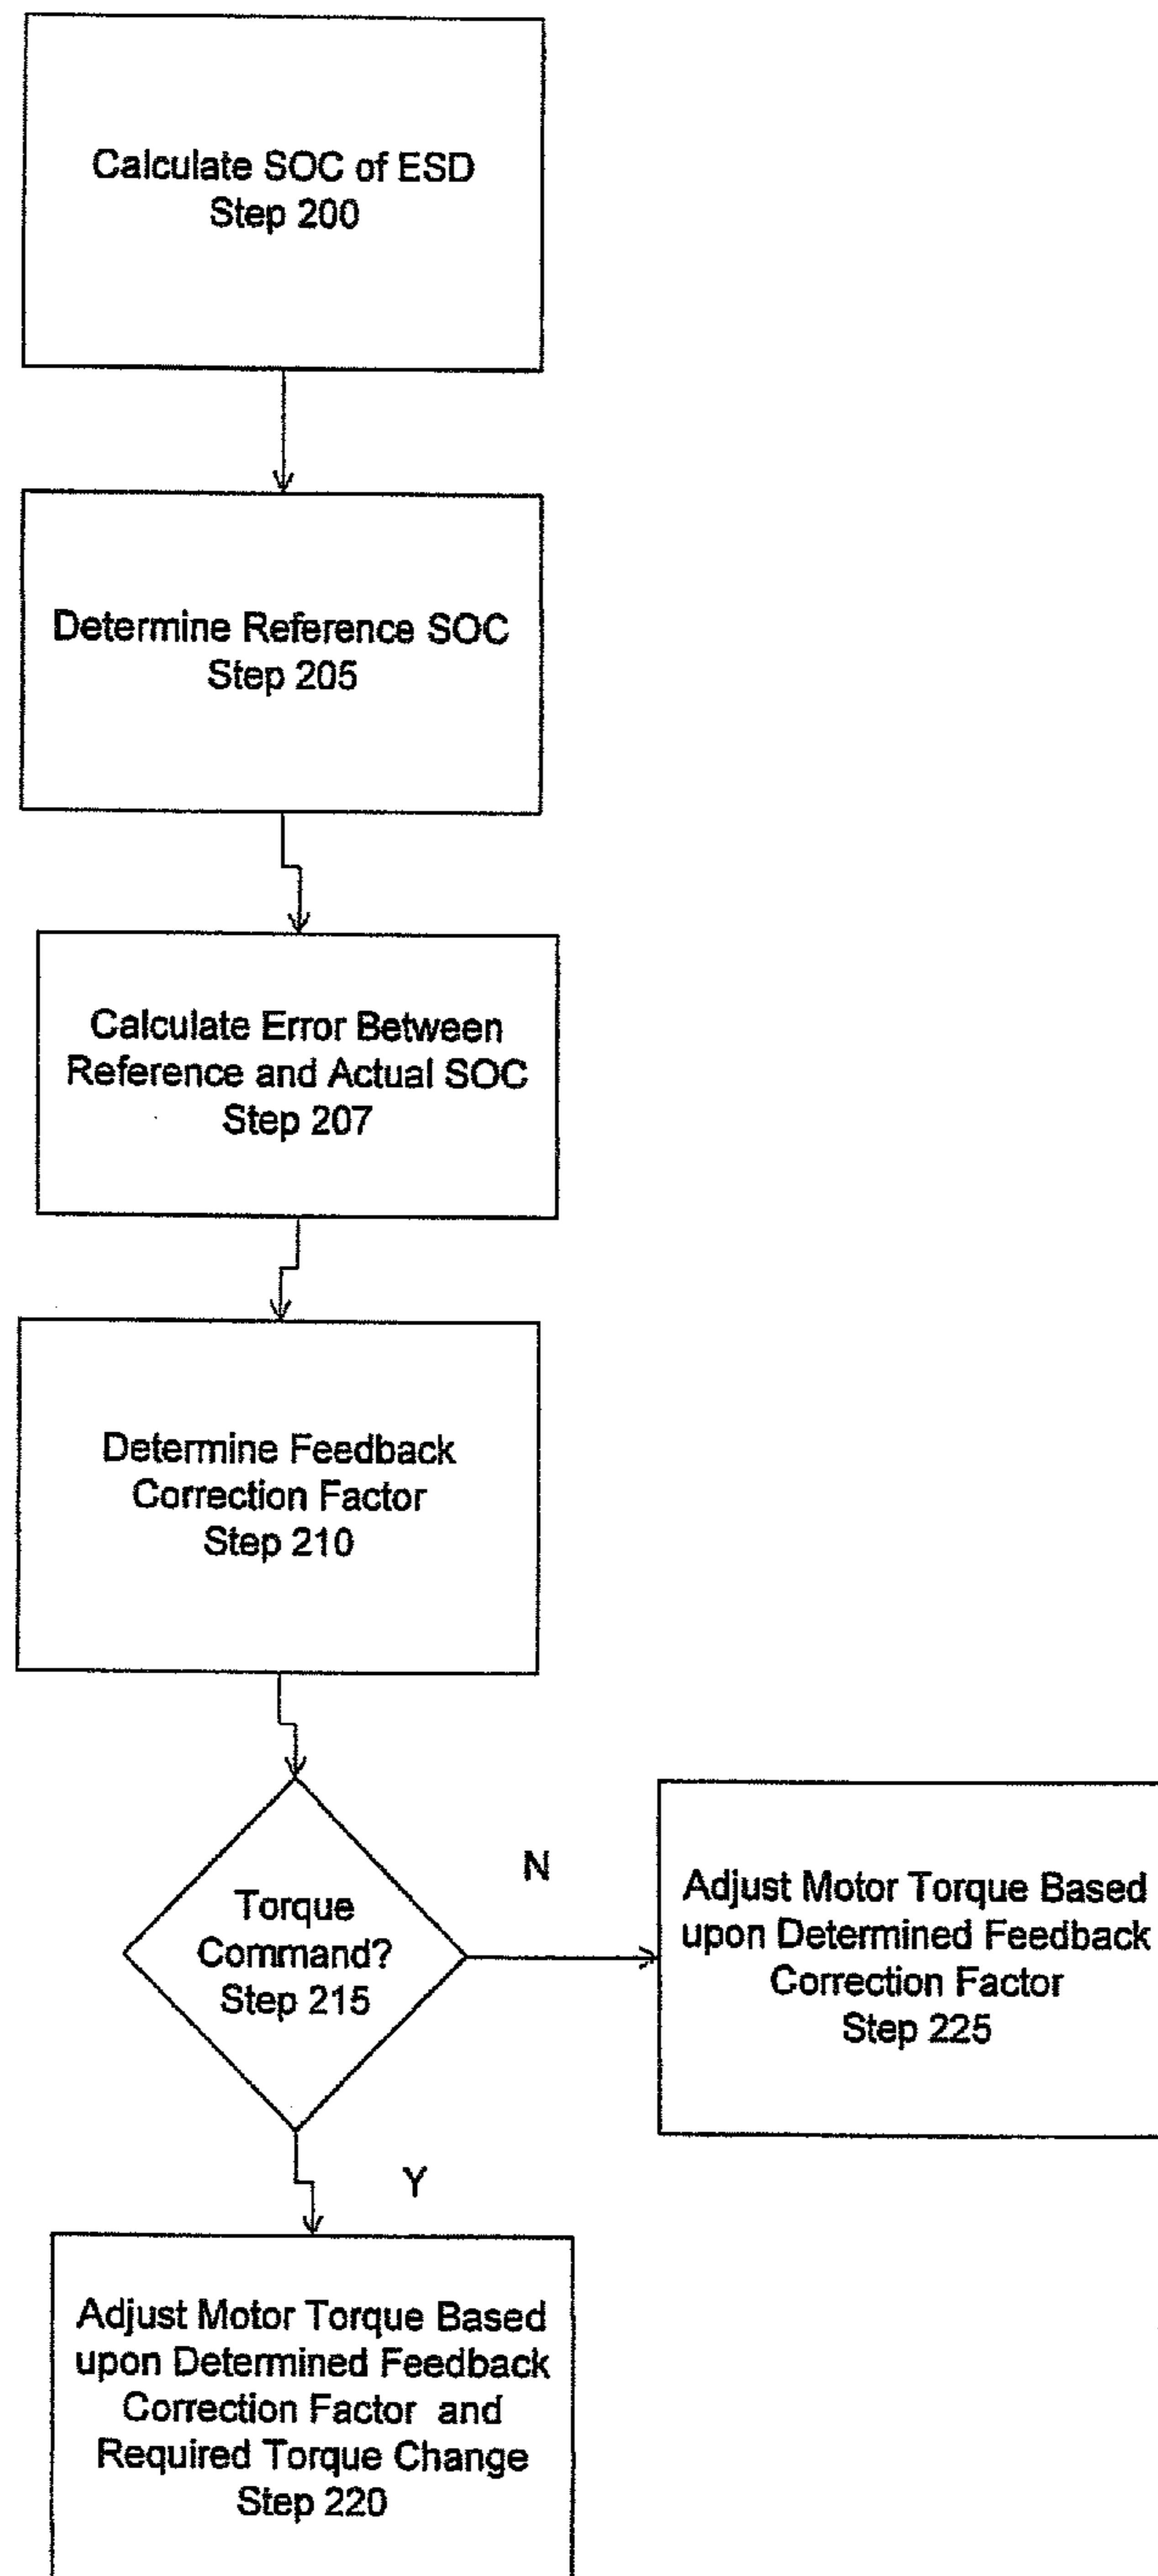 Calculate SOC of ESD
Step 200
Determine Reference SOC
Step 205
Calculate Error Between
Reference and Actual SOC
Step 207
Determine Feedback
Correction Factor
Step 210
Torque
Command?
Step 215
N
Adjust Motor Torque Based
upon Determined Feedback
Correction Factor
Step 225
Y
Adjust Motor Torque Based
upon Determined Feedback
Correction Factor and
Required Torque Change
Step 220